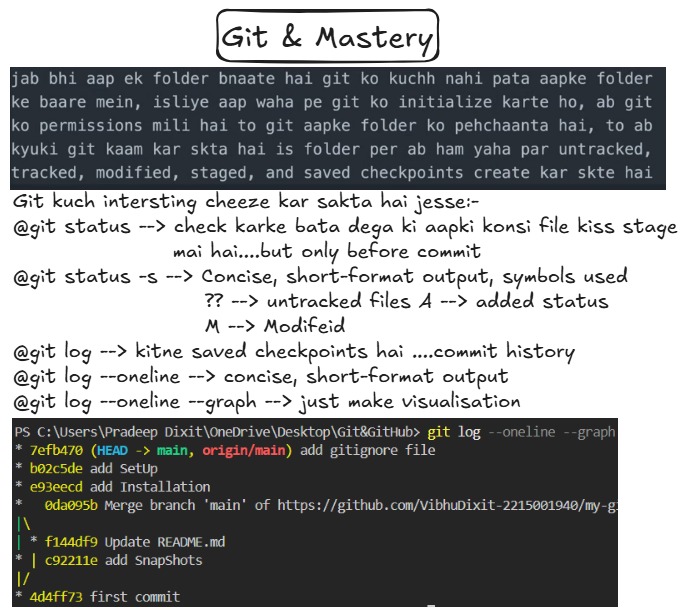 Git & Mastery
jab bhi aap ek folder bnaate hai git ko kuchh nahi pata aapke folder
ke baare mein, isliye aap waha pe git ko initialize karte ho, ab git
ko permissions mili hai to git aapke folder ko pehchaanta hai, to ab
kyuki git kaam kar skta hai is folder per ab ham yaha par untracked,
tracked, modified, staged, and saved checkpoints create kar skte hai
Git kuch intersting cheeze kar sakta hai jesse:-
@git status --> check karke bata dega ki aapki konsi file kiss stage
mai hai....but only before commit
@git status -s --> Concise, short-format output, symbols used
?? --> untracked files A --> added status
M --> Modifeid
@git log --> kitne saved checkpoints hai ....commit history
@git log --oneline --> concise, short-format output
@git log --oneline --graph --> just make visualisation
PS C:\Users\Pradeep Dixit\OneDrive\Desktop\Git&GitHub> git log --oneline --graph
* 7efb470 (HEAD -> main, origin/main) add gitignore file
* b02c5de add SetUp
* e93eecd add Installation
*   0da095b Merge branch 'main' of https://github.com/VibhuDixit-2215001940/my-gi
|\
| * f144df9 Update README.md
* | c92211e add SnapShots
|/
* 4d4ff73 first commit